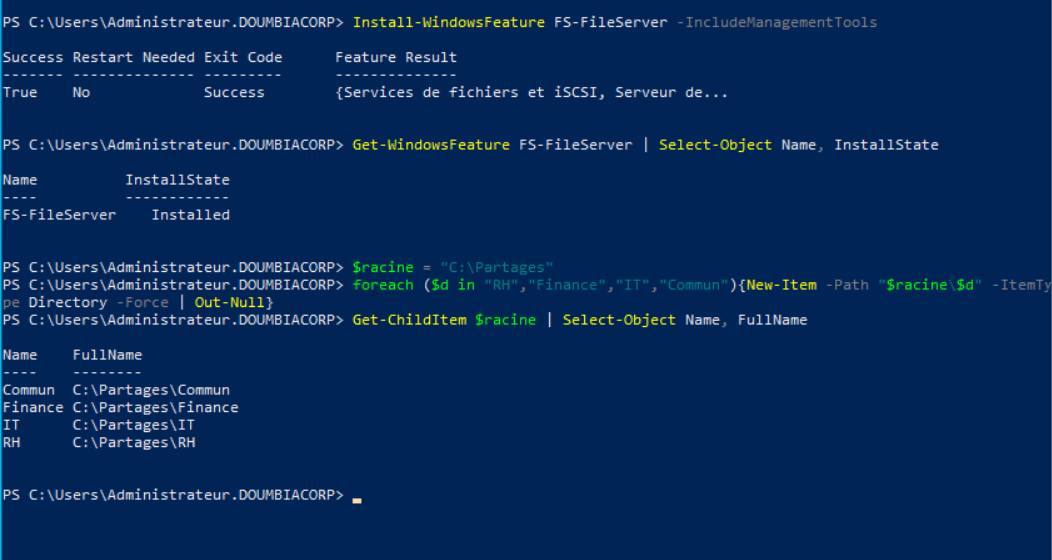 PS C:\Users\Administrateur.DOUMBIACORP> Install-WindowsFeature FS-FileServer -IncludeManagementTools
Success Restart Needed Exit Code      Feature Result
------- -------------- ---------      --------------
True    No             Success        {Services de fichiers et iSCSI, Serveur de...
PS C:\Users\Administrateur.DOUMBIACORP> Get-WindowsFeature FS-FileServer | Select-Object Name, InstallState
Name          InstallState
----          ------------
FS-FileServer    Installed
PS C:\Users\Administrateur.DOUMBIACORP> $racine = "C:\Partages"
PS C:\Users\Administrateur.DOUMBIACORP> foreach ($d in "RH","Finance","IT","Commun"){New-Item -Path "$racine\$d" -ItemTy
pe Directory -Force | Out-Null}
PS C:\Users\Administrateur.DOUMBIACORP> Get-ChildItem $racine | Select-Object Name, FullName
Name    FullName
----    --------
Commun  C:\Partages\Commun
Finance C:\Partages\Finance
IT      C:\Partages\IT
RH      C:\Partages\RH
PS C:\Users\Administrateur.DOUMBIACORP>